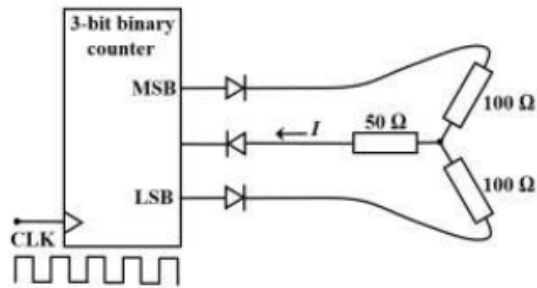 3-bit binary
counter
MSB
100 Ω
50 Ω
I
LSB
100 Ω
CLK